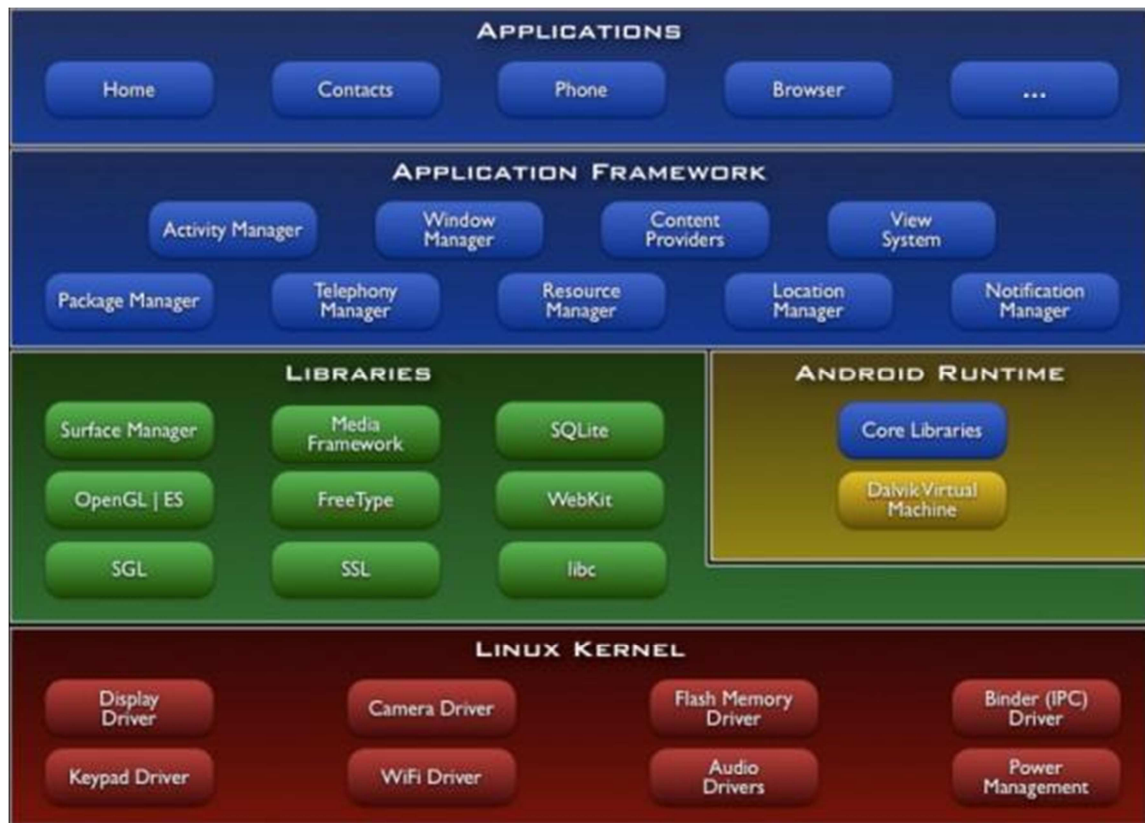 APPLICATIONS
Home
Contacts
Phone
Browser
...
APPLICATION FRAMEWORK
Activity Manager
Window
Manager
Content
Providers
View
System
Package Manager
Telephony
Manager
Resource
Manager
Location
Manager
Notification
Manager
LIBRARIES
Surface Manager
Media
Framework
SQLite
OpenGL | ES
FreeType
WebKit
SGL
SSL
libc
ANDROID RUNTIME
Core Libraries
Dalvik Virtual
Machine
LINUX KERNEL
Display
Driver
Camera Driver
Flash Memory
Driver
Binder (IPC)
Driver
Keypad Driver
WiFi Driver
Audio
Drivers
Power
Management